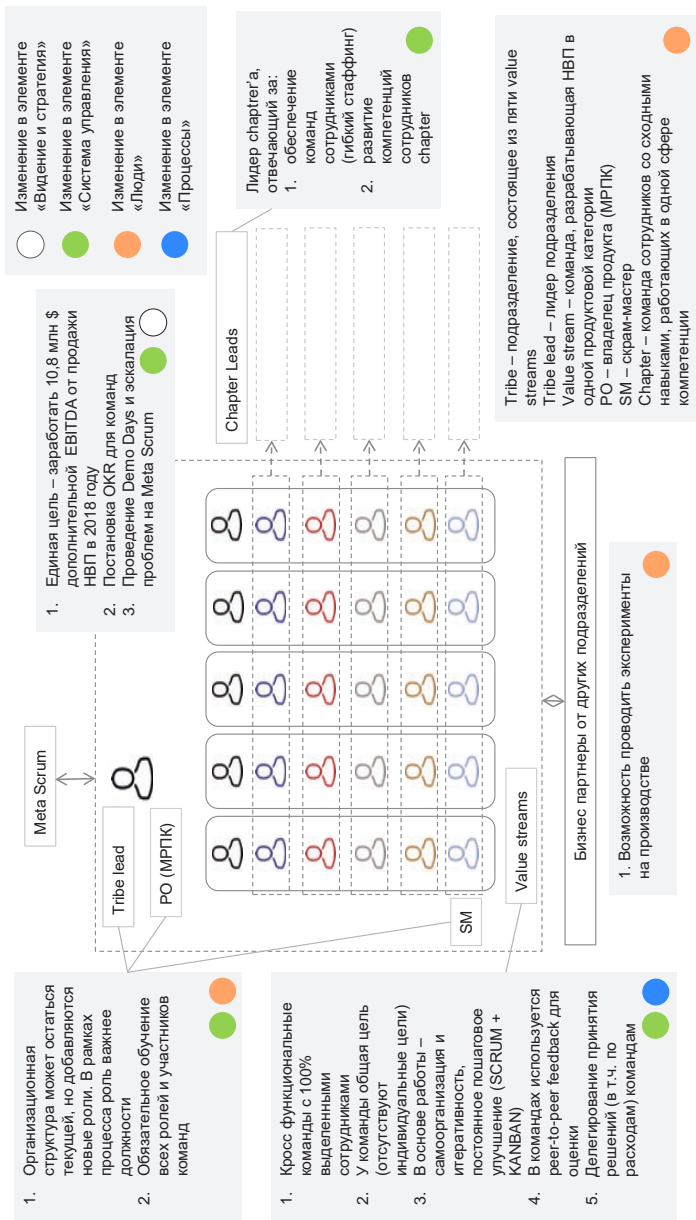 1. Организационная
структура может остаться
текущей, но добавляются
новые роли. В рамках
процесса роль важнее
должности
2. Обязательное обучение
всех ролей и участников
команд
Meta Scrum
Tribe lead
PO (МРПК)
1. Единая цель – заработать 10,8 млн $
дополнительной EBITDA от продажи
НВП в 2018 году
2. Постановка OKR для команд
3. Проведение Demo Days и эскалация
проблем на Meta Scrum
Изменение в элементе
«Видение и стратегия»
Изменение в элементе
«Система управления»
Изменение в элементе
«Люди»
Изменение в элементе
«Процессы»
1. Кросс функциональные
команды с 100%
выделенными
сотрудниками
2. У команды общая цель
(отсутствуют
индивидуальные цели)
3. В основе работы –
самоорганизация и
итеративность,
постоянное пошаговое
улучшение (SCRUM +
KANBAN)
4. В командах используется
peer-to-peer feedback для
оценки
5. Делегирование принятия
решений (в т.ч. по
расходам) командам
SM
Value streams
Chapter Leads
Лидер chaptrer'а,
отвечающий за:
1. обеспечение
команд
сотрудниками
(гибкий стаффинг)
2. развитие
компетенций
сотрудников
chapter
Бизнес партнеры от других подразделений
1. Возможность проводить эксперименты
на производстве
Tribe – подразделение, состоящее из пяти value
streams
Tribe lead – лидер подразделения
Value stream – команда, разрабатывающая НВП в
одной продуктовой категории
PO – владелец продукта (МРПК)
SM – скрам-мастер
Chapter – команда сотрудников со сходными
навыками, работающих в одной сфере
компетенции